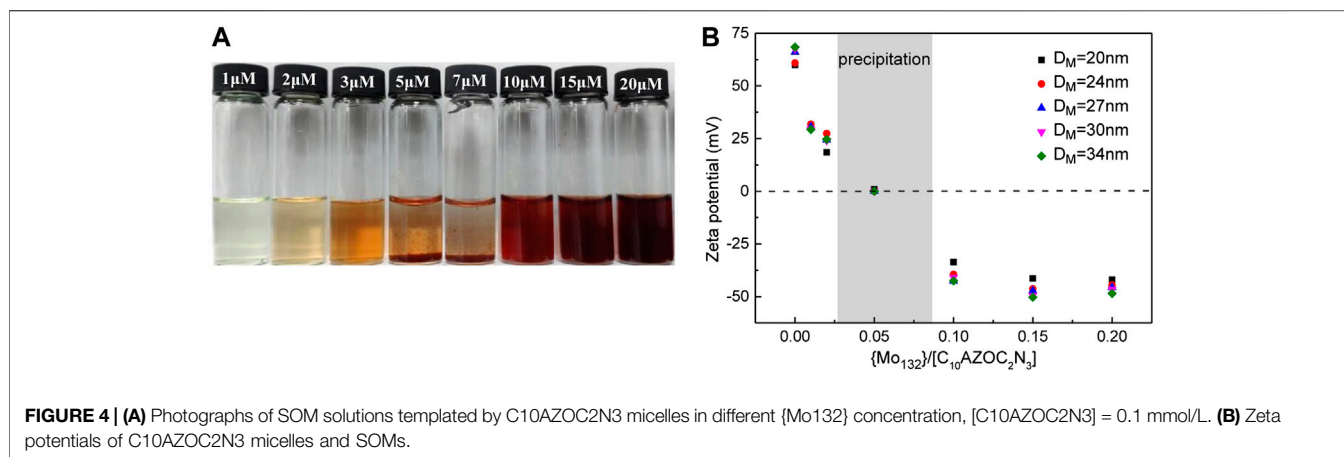 A
1μM 2μM 3μM 5μM 7μM 10μM 15μM 20μM
B
75
50
25
0
-25
-50
Zeta potential (mV)
precipitation
D_M=20nm
D_M=24nm
D_M=27nm
D_M=30nm
D_M=34nm
0.00 0.05 0.10 0.15 0.20
{Mo₁₃₂}/[C₁₀AZOC₂N₃]
FIGURE 4 | (A) Photographs of SOM solutions templated by C10AZOC2N3 micelles in different {Mo132} concentration, [C10AZOC2N3] = 0.1 mmol/L. (B) Zeta
potentials of C10AZOC2N3 micelles and SOMs.